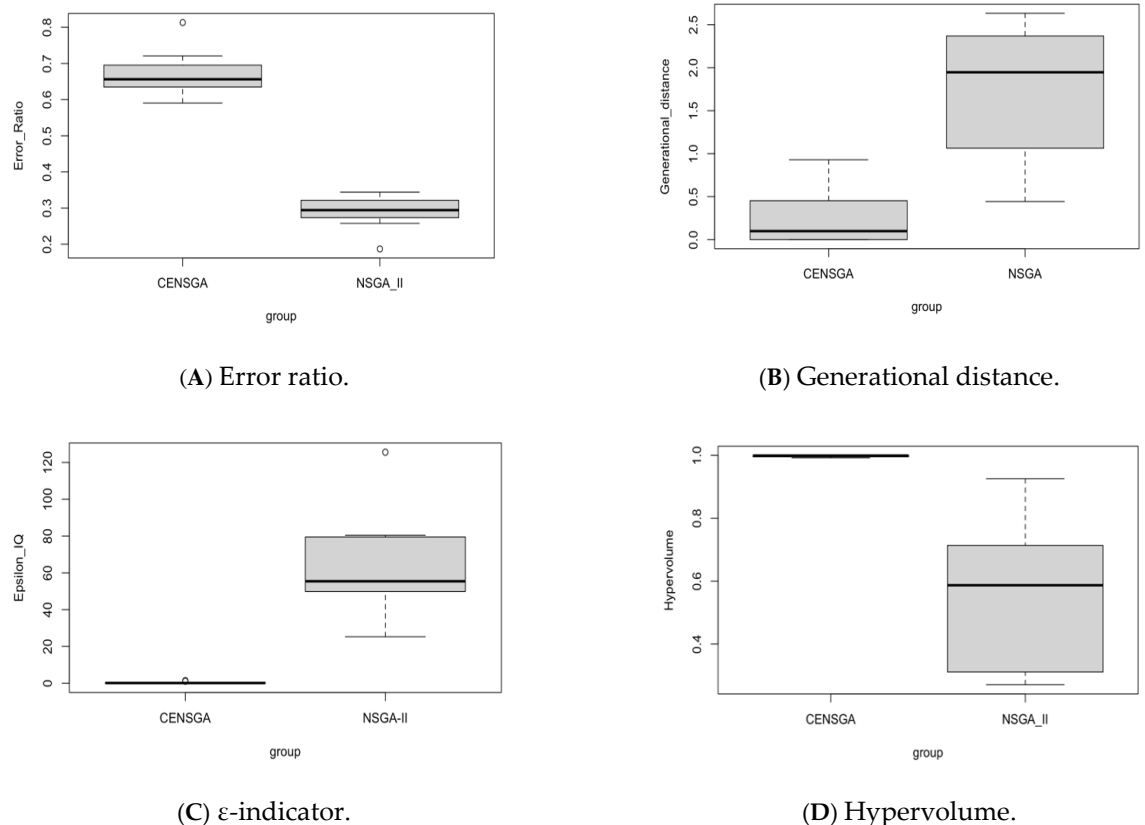 Error_Ratio
0.8
0.7
0.6
0.5
0.4
0.3
0.2
CENSGA NSGA_II
group
(A) Error ratio.
Generational_distance
2.5
2.0
1.5
1.0
0.5
0.0
CENSGA NSGA
group
(B) Generational distance.
Epsilon_IQ
120
100
80
60
40
20
0
CENSGA NSGA-II
group
(C) ε-indicator.
Hypervolume
1.0
0.8
0.6
0.4
CENSGA NSGA_II
group
(D) Hypervolume.